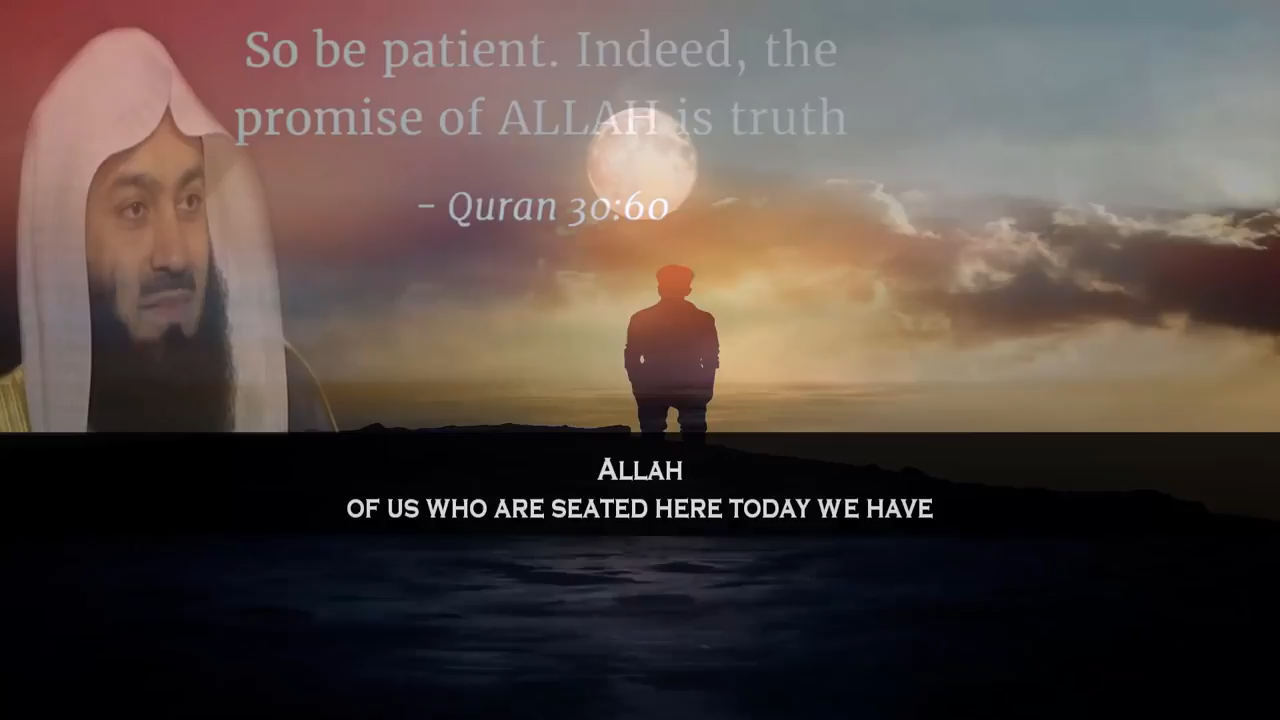 So be patient. Indeed, the
promise of ALLAH is truth
– Quran 30:60
ALLAH
OF US WHO ARE SEATED HERE TODAY WE HAVE